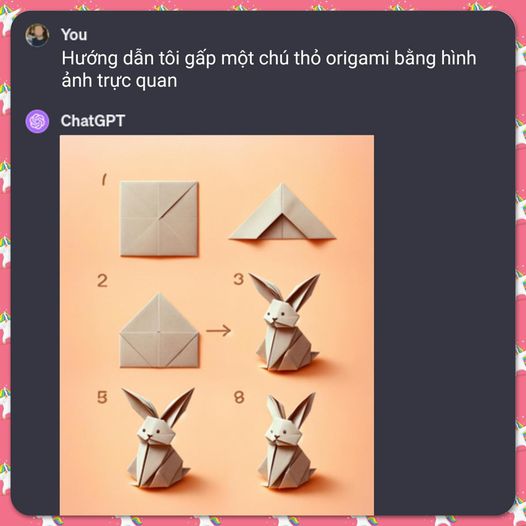 You
Hướng dẫn tôi gấp một chú thỏ origami bằng hình
ảnh trực quan
ChatGPT
1
2
3
5
8